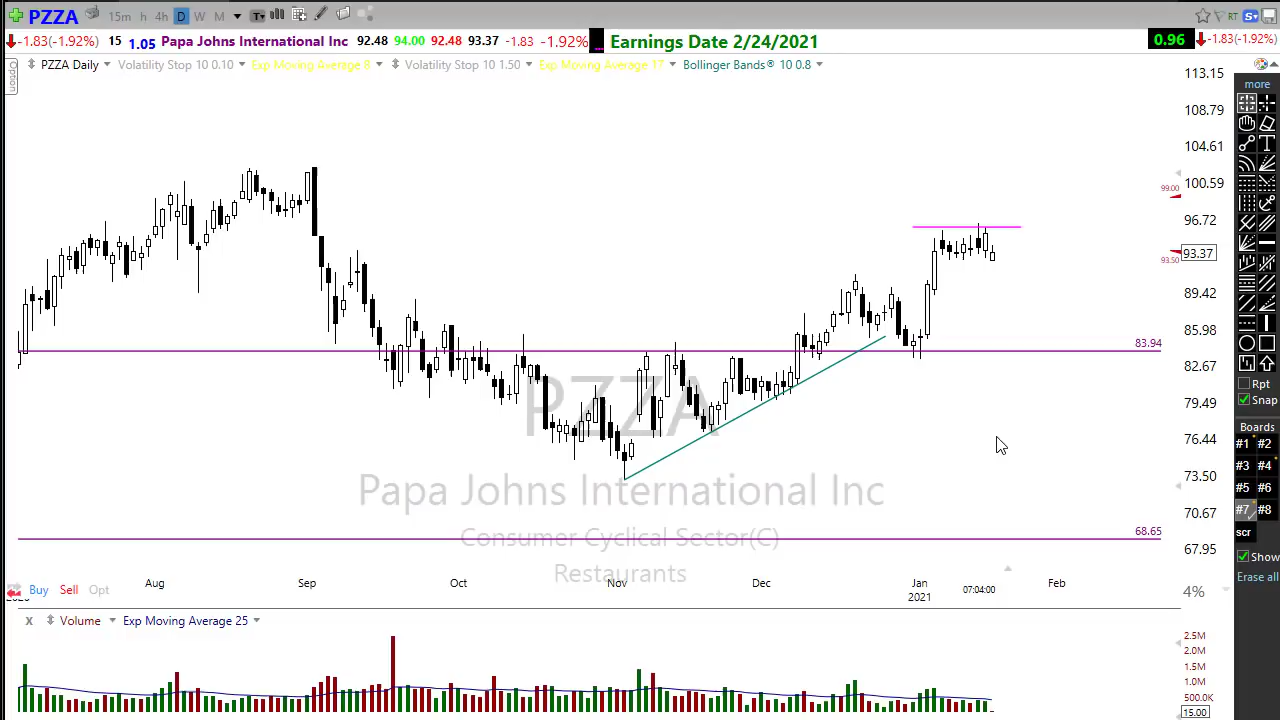 PZZA 15m h 4h D W M T RT S
-1.83(-1.92%) 15 1.05 Papa Johns International Inc 92.48 94.00 92.48 93.37 -1.83 -1.92% Earnings Date 2/24/2021 0.96 -1.83(-1.92%)
Option
PZZA Daily Volatility Stop 10 0.10 Exp Moving Average 8 Volatility Stop 10 1.50 Exp Moving Average 17 Bollinger Bands® 10 0.8
113.15
108.79
104.61
100.59
99.00
96.72
93.37
93.50
89.42
85.98
83.94
82.67
79.49
76.44
73.50
70.67
68.65
67.95
PZZA
Papa Johns International Inc
Consumer Cyclical Sector(C)
Restaurants
Aug Sep Oct Nov Dec Jan Feb
2021 07:04:00
Buy Sell Opt
4%
X Volume Exp Moving Average 25
2.5M
2.0M
1.5M
1.0M
500.0K
15.00
more
T
Rpt
Snap
Boards
#1 #2
#3 #4
#5 #6
#7 #8
scr
Show
Erase all